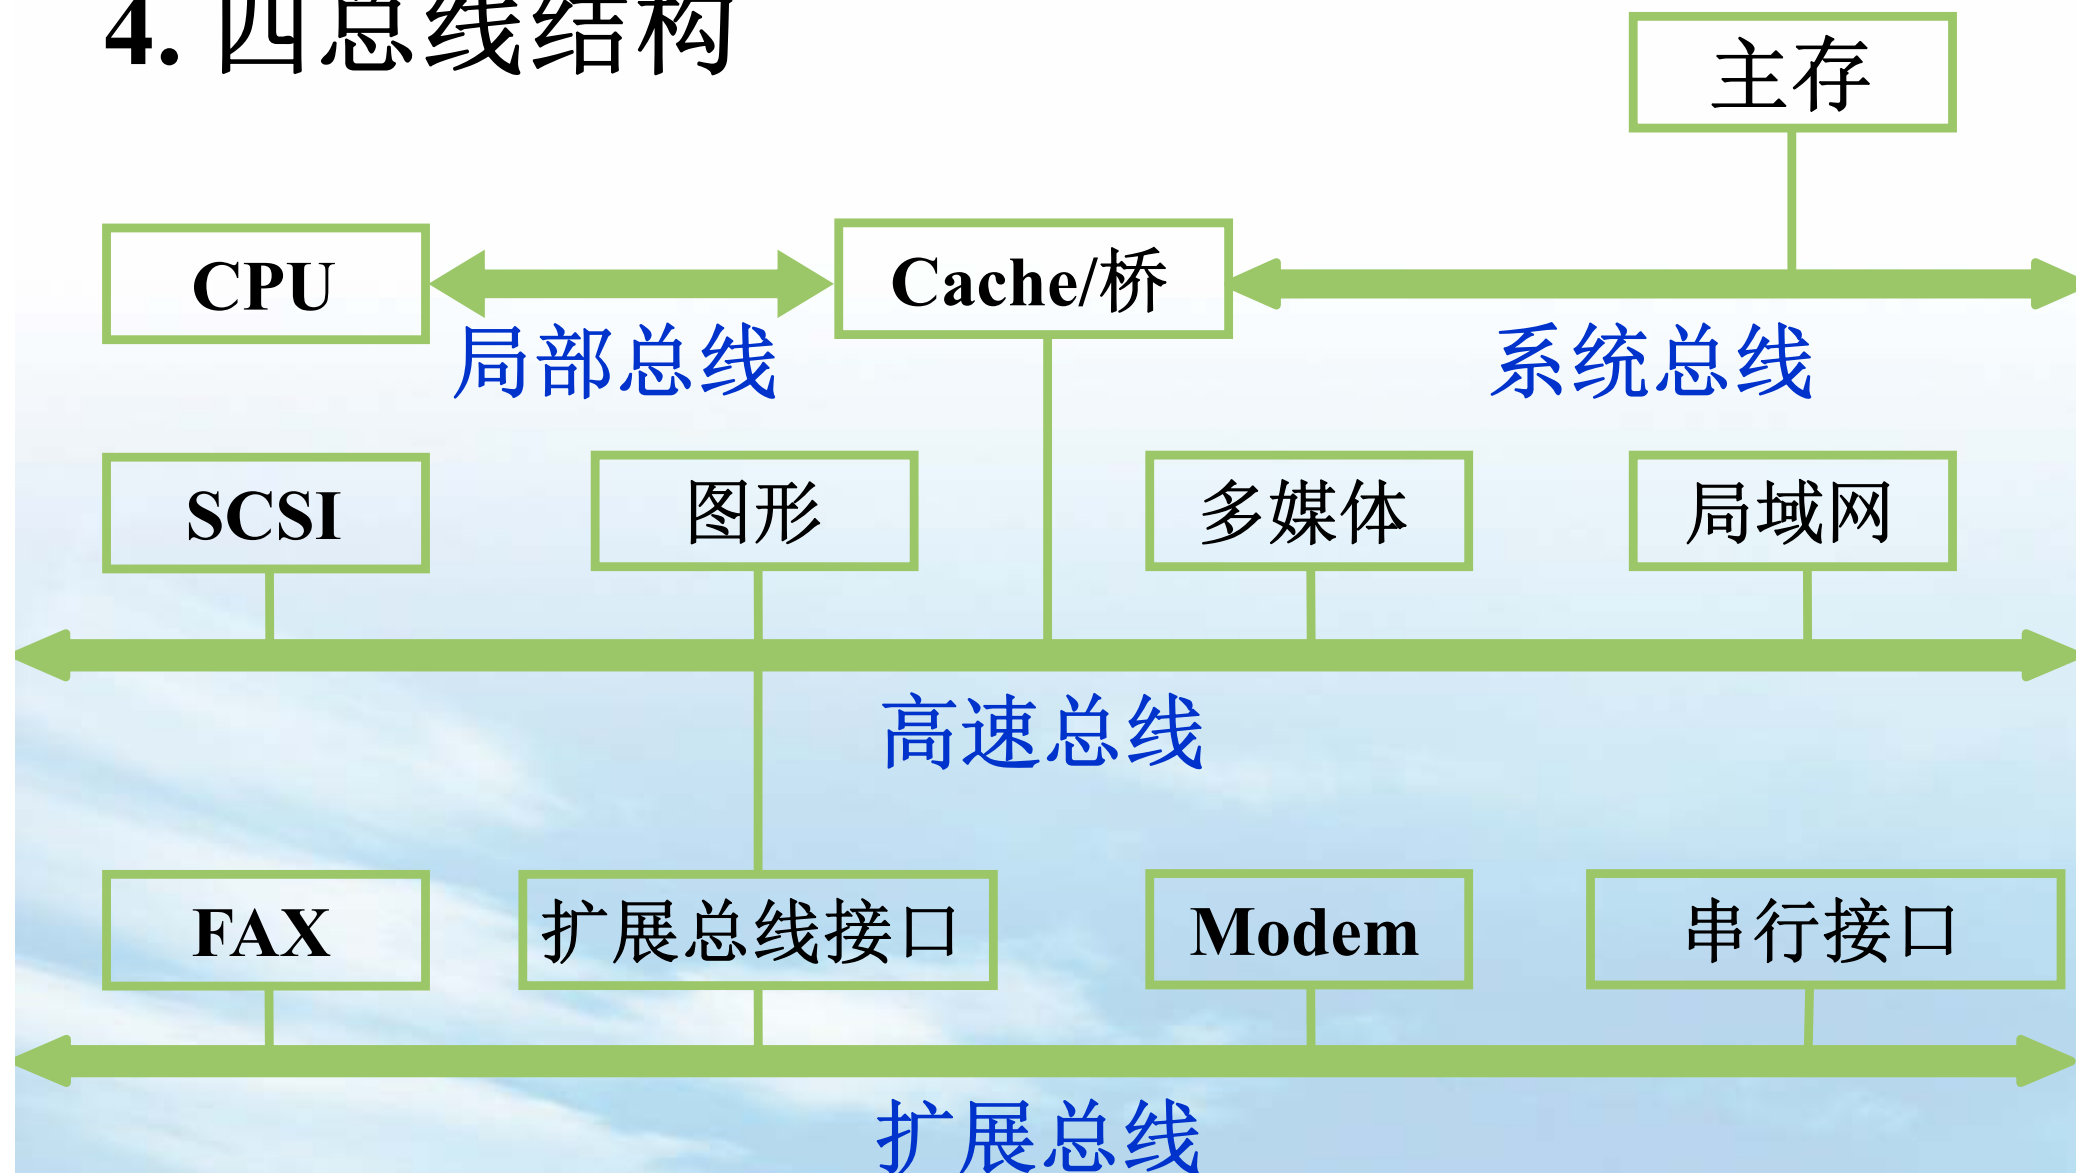 4. 四总线结构
主存
CPU
Cache/桥
局部总线
系统总线
SCSI
图形
多媒体
局域网
高速总线
FAX
扩展总线接口
Modem
串行接口
扩展总线